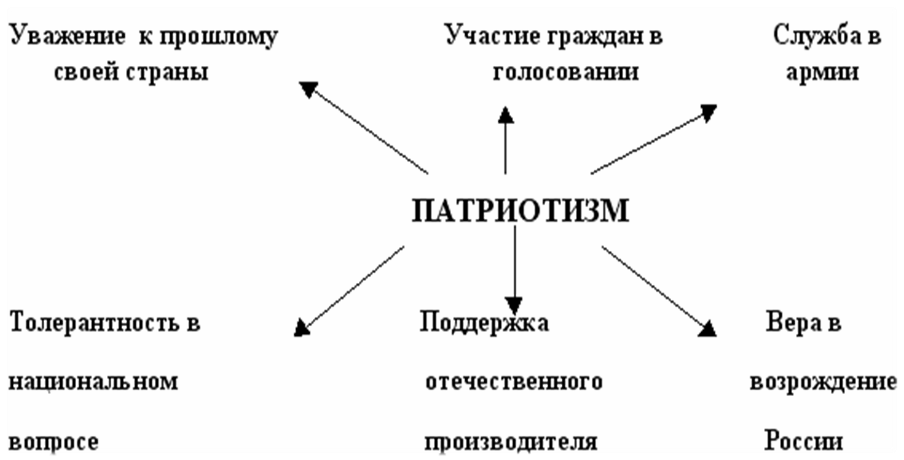 Уважение к прошлому
своей страны
Участие граждан в
голосовании
Служба в
армии
ПАТРИОТИЗМ
Толерантность в
национальном
вопросе
Поддержка
отечественного
производителя
Вера в
возрождение
России